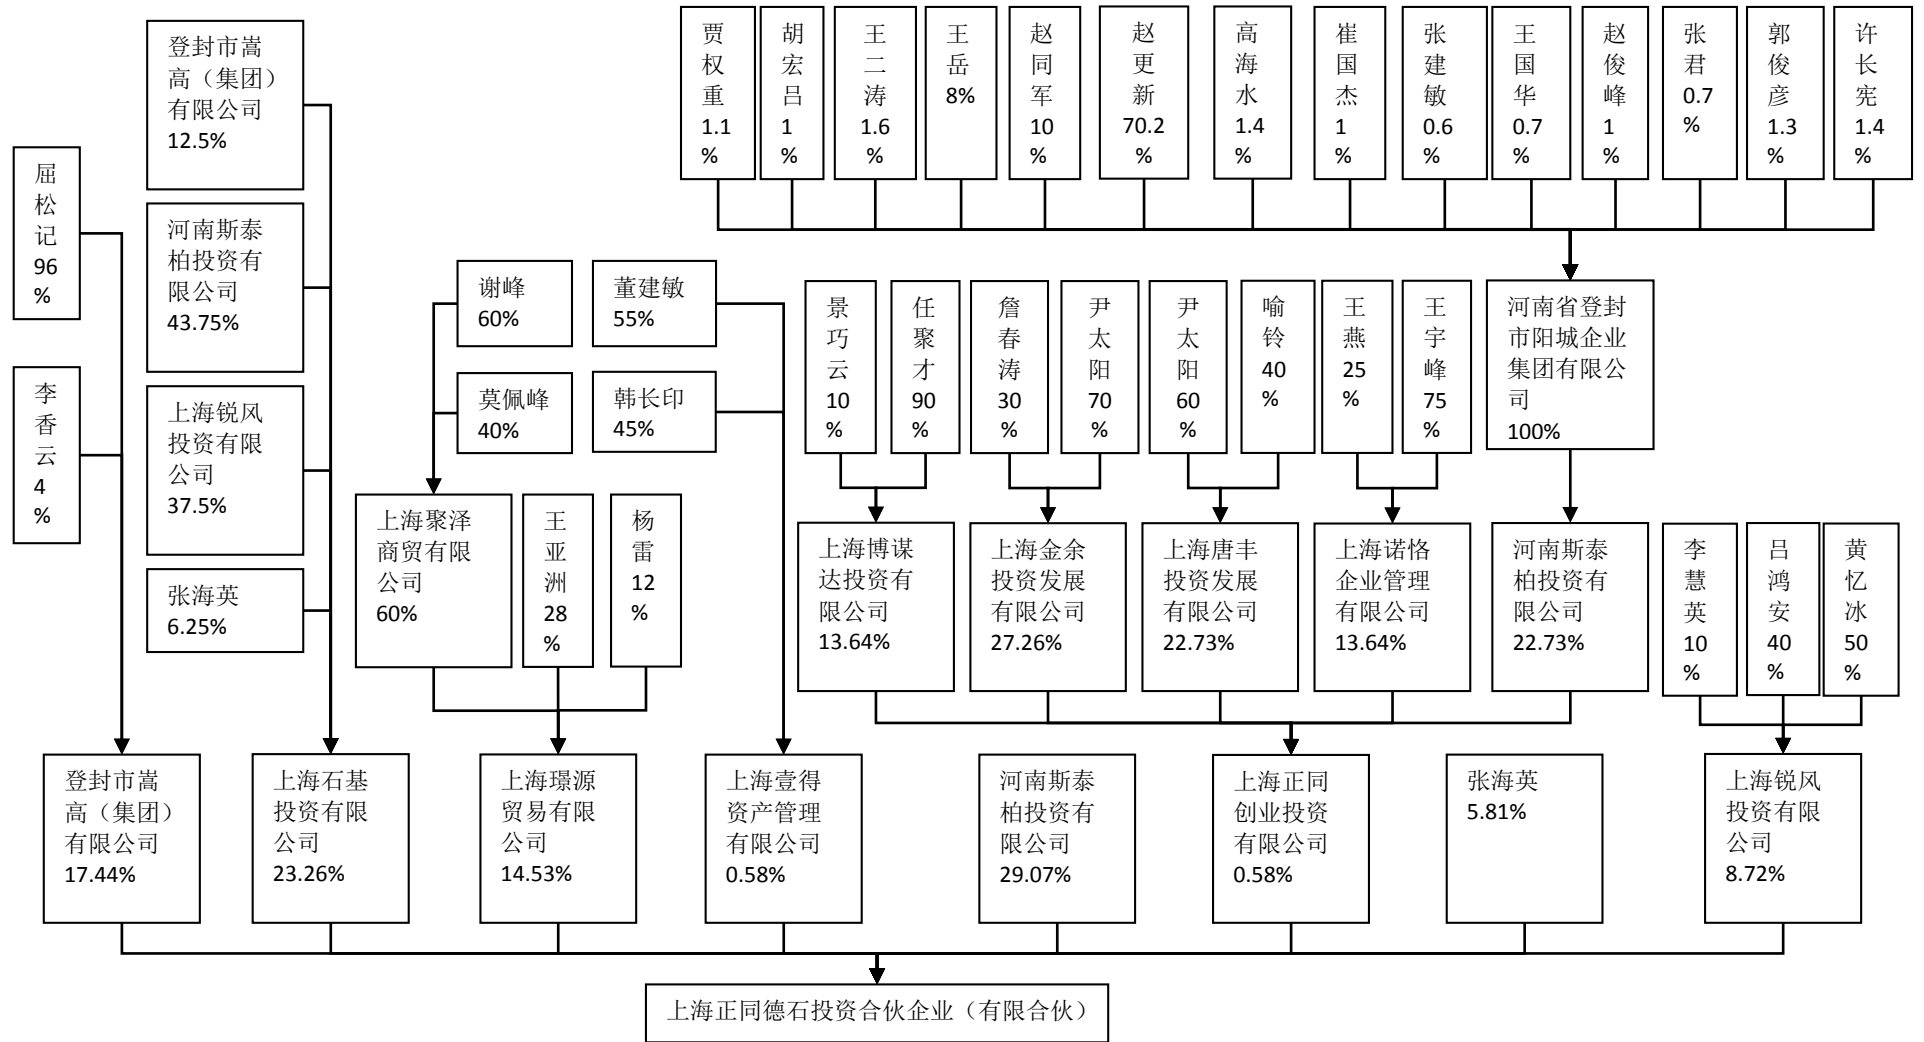 登封市嵩
高（集团）
有限公司
12.5%
贾
权
重
1.1
%
胡
宏
吕
1
%
王
二
涛
1.6
%
王
岳
8%
赵
同
军
10
%
赵
更
新
70.2
%
高
海
水
1.4
%
崔
国
杰
1
%
张
建
敏
0.6
%
王
国
华
0.7
%
赵
俊
峰
1
%
张
君
0.7
%
郭
俊
彦
1.3
%
许
长
宪
1.4
%
屈
松
记
96
%
河南斯泰
柏投资有
限公司
43.75%
李
香
云
4
%
上海锐风
投资有限
公司
37.5%
张海英
6.25%
谢峰
60%
董建敏
55%
莫佩峰
40%
韩长印
45%
景
巧
云
10
%
任
聚
才
90
%
詹
春
涛
30
%
尹
太
阳
70
%
尹
太
阳
60
%
喻
铃
40
%
王
燕
25
%
王
宇
峰
75
%
河南省登封
市阳城企业
集团有限公
司
100%
上海聚泽
商贸有限
公司
60%
王
亚
洲
28
%
杨
雷
12
%
上海博谋
达投资有
限公司
13.64%
上海金余
投资发展
有限公司
27.26%
上海唐丰
投资发展
有限公司
22.73%
上海诺恪
企业管理
有限公司
13.64%
河南斯泰
柏投资有
限公司
22.73%
李
慧
英
10
%
吕
鸿
安
40
%
黄
忆
冰
50
%
登封市嵩
高（集团）
有限公司
17.44%
上海石基
投资有限
公司
23.26%
上海璟源
贸易有限
公司
14.53%
上海壹得
资产管理
有限公司
0.58%
河南斯泰
柏投资有
限公司
29.07%
上海正同
创业投资
有限公司
0.58%
张海英
5.81%
上海锐风
投资有限
公司
8.72%
上海正同德石投资合伙企业（有限合伙）